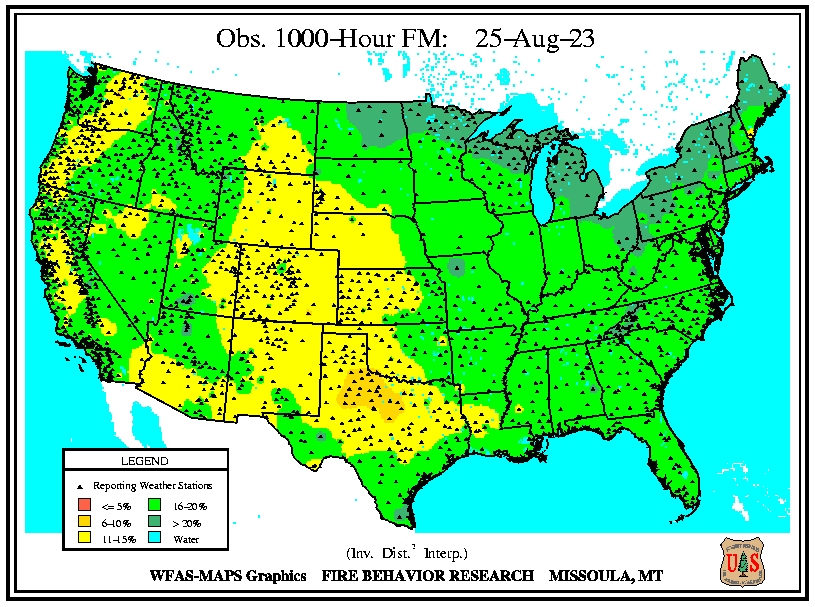 Obs. 1000-Hour FM: 25-Aug-23
LEGEND
Reporting Weather Stations
<= 5% 16-20%
6-10% > 20%
11-15% Water
(Inv. Dist.² Interp.)
WFAS-MAPS Graphics FIRE BEHAVIOR RESEARCH MISSOULA, MT
U S